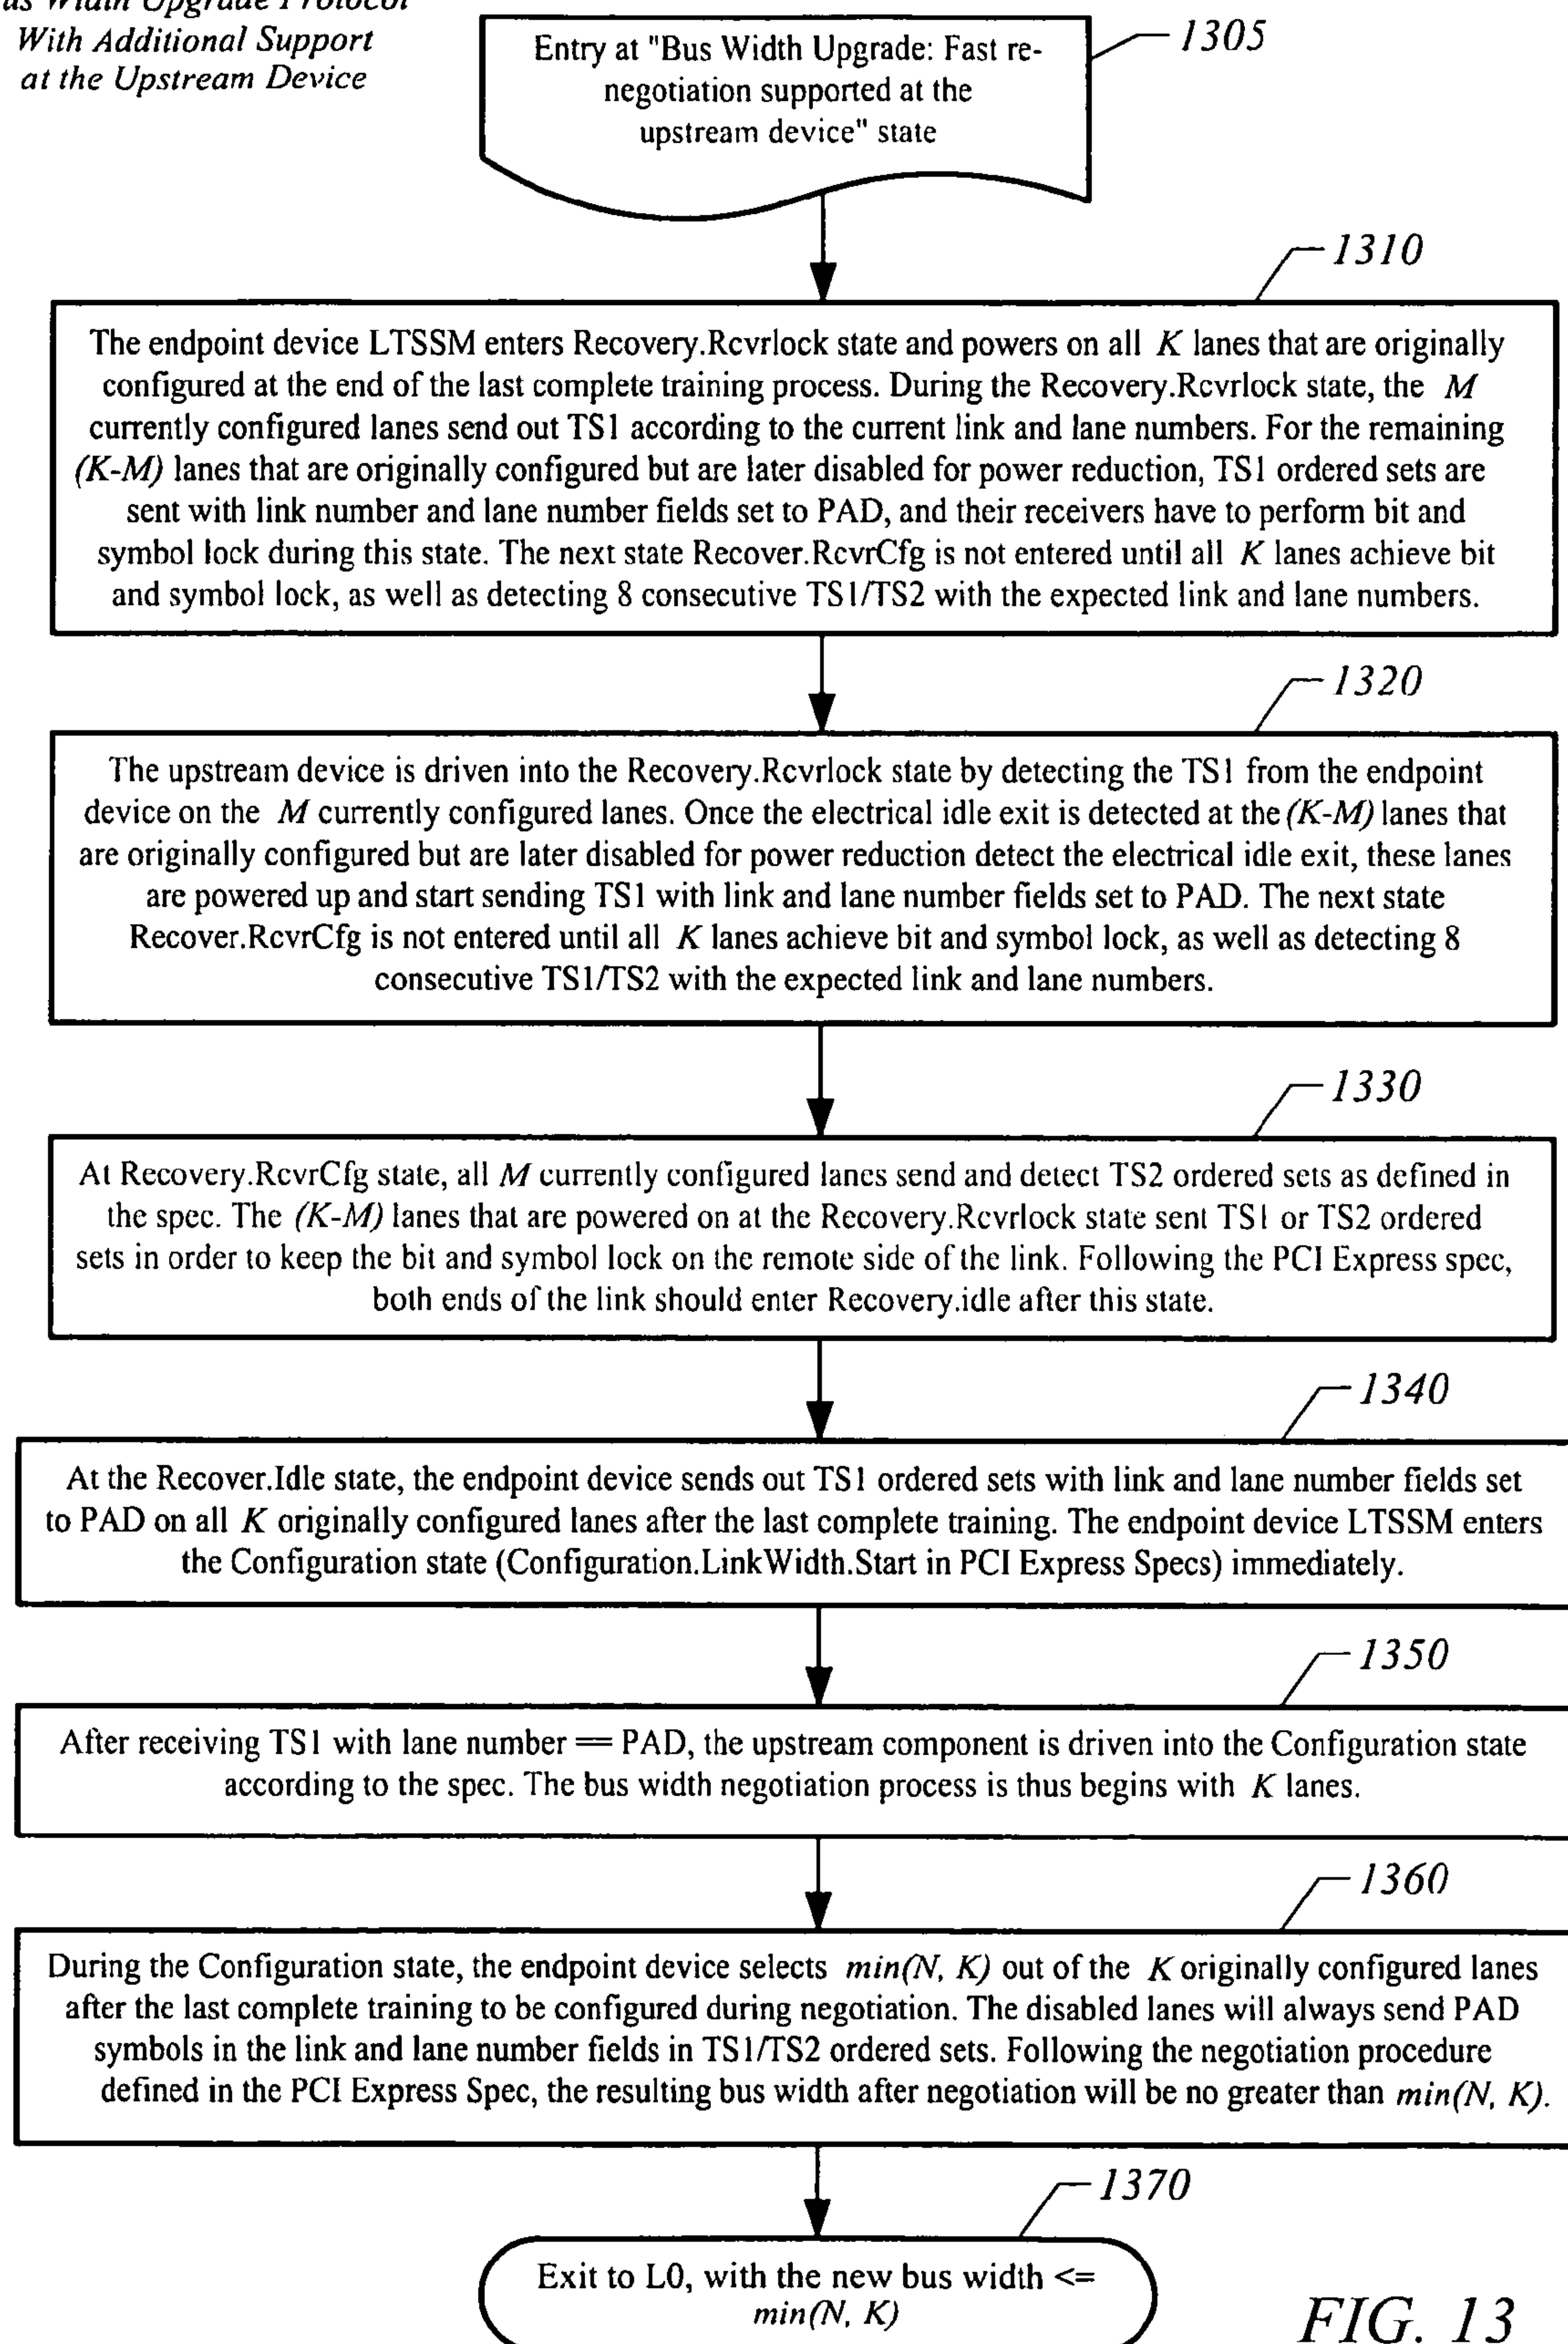 With Additional Support
at the Upstream Device
Entry at "Bus Width Upgrade: Fast re-
negotiation supported at the
upstream device" state
1305
1310
The endpoint device LTSSM enters Recovery.Rcvrlock state and powers on all K lanes that are originally
configured at the end of the last complete training process. During the Recovery.Rcvrlock state, the M
currently configured lanes send out TS1 according to the current link and lane numbers. For the remaining
(K-M) lanes that are originally configured but are later disabled for power reduction, TS1 ordered sets are
sent with link number and lane number fields set to PAD, and their receivers have to perform bit and
symbol lock during this state. The next state Recover.RcvrCfg is not entered until all K lanes achieve bit
and symbol lock, as well as detecting 8 consecutive TS1/TS2 with the expected link and lane numbers.
1320
The upstream device is driven into the Recovery.Rcvrlock state by detecting the TS1 from the endpoint
device on the M currently configured lanes. Once the electrical idle exit is detected at the (K-M) lanes that
are originally configured but are later disabled for power reduction detect the electrical idle exit, these lanes
are powered up and start sending TS1 with link and lane number fields set to PAD. The next state
Recover.RcvrCfg is not entered until all K lanes achieve bit and symbol lock, as well as detecting 8
consecutive TS1/TS2 with the expected link and lane numbers.
1330
At Recovery.RcvrCfg state, all M currently configured lanes send and detect TS2 ordered sets as defined in
the spec. The (K-M) lanes that are powered on at the Recovery.Rcvrlock state sent TS1 or TS2 ordered
sets in order to keep the bit and symbol lock on the remote side of the link. Following the PCI Express spec,
both ends of the link should enter Recovery.idle after this state.
1340
At the Recover.Idle state, the endpoint device sends out TS1 ordered sets with link and lane number fields set
to PAD on all K originally configured lanes after the last complete training. The endpoint device LTSSM enters
the Configuration state (Configuration.LinkWidth.Start in PCI Express Specs) immediately.
1350
After receiving TS1 with lane number == PAD, the upstream component is driven into the Configuration state
according to the spec. The bus width negotiation process is thus begins with K lanes.
1360
During the Configuration state, the endpoint device selects min(N, K) out of the K originally configured lanes
after the last complete training to be configured during negotiation. The disabled lanes will always send PAD
symbols in the link and lane number fields in TS1/TS2 ordered sets. Following the negotiation procedure
defined in the PCI Express Spec, the resulting bus width after negotiation will be no greater than min(N, K).
1370
Exit to L0, with the new bus width <=
min(N, K)
FIG. 13